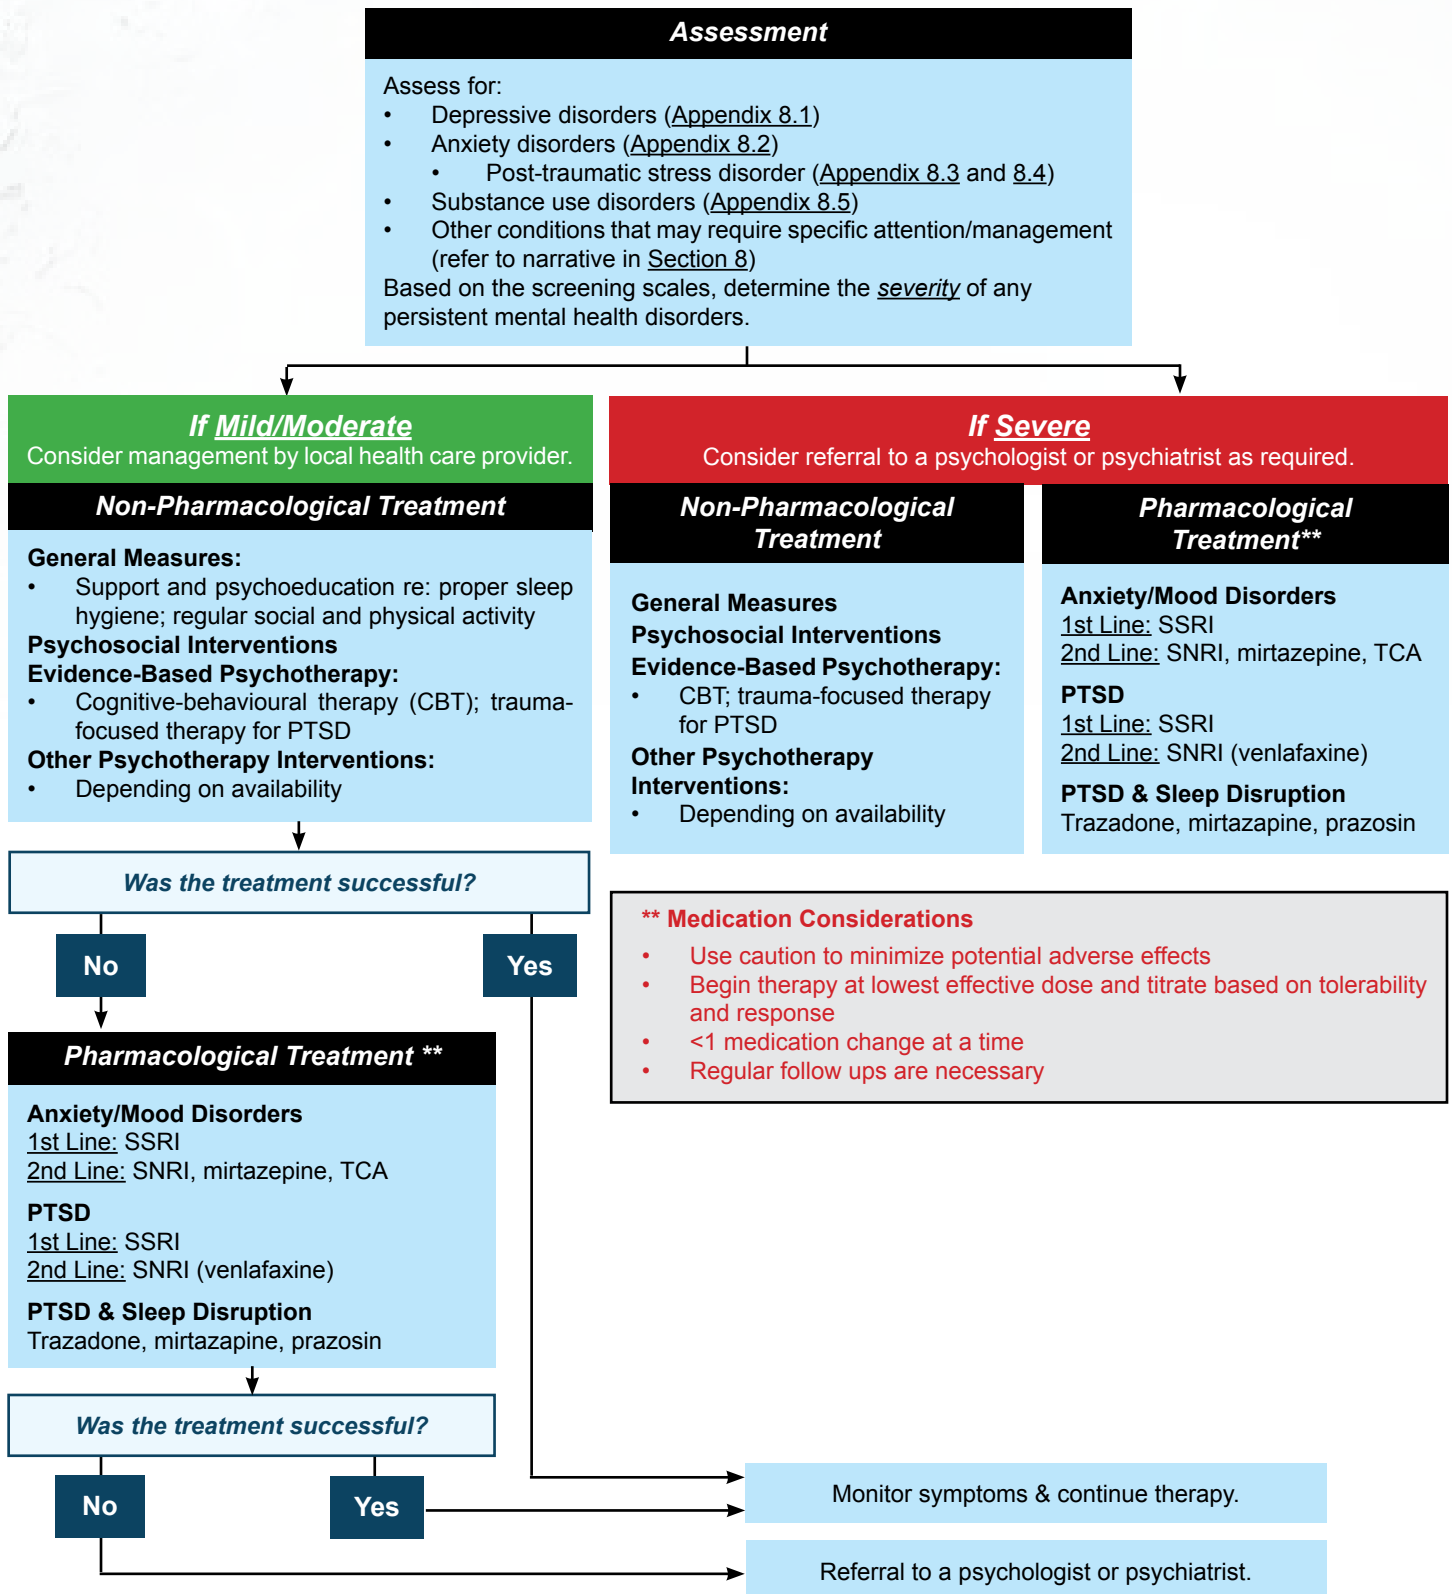 Assessment
Assess for:
• Depressive disorders (Appendix 8.1)
• Anxiety disorders (Appendix 8.2)
• Post-traumatic stress disorder (Appendix 8.3 and 8.4)
• Substance use disorders (Appendix 8.5)
• Other conditions that may require specific attention/management
(refer to narrative in Section 8)
Based on the screening scales, determine the severity of any
persistent mental health disorders.
If Mild/Moderate
Consider management by local health care provider.
Non-Pharmacological Treatment
General Measures:
• Support and psychoeducation re: proper sleep
hygiene; regular social and physical activity
Psychosocial Interventions
Evidence-Based Psychotherapy:
• Cognitive-behavioural therapy (CBT); trauma-
focused therapy for PTSD
Other Psychotherapy Interventions:
• Depending on availability
If Severe
Consider referral to a psychologist or psychiatrist as required.
Non-Pharmacological
Treatment
General Measures
Psychosocial Interventions
Evidence-Based Psychotherapy:
• CBT; trauma-focused therapy
for PTSD
Other Psychotherapy
Interventions:
• Depending on availability
Pharmacological
Treatment**
Anxiety/Mood Disorders
1st Line: SSRI
2nd Line: SNRI, mirtazepine, TCA
PTSD
1st Line: SSRI
2nd Line: SNRI (venlafaxine)
PTSD & Sleep Disruption
Trazadone, mirtazapine, prazosin
** Medication Considerations
• Use caution to minimize potential adverse effects
• Begin therapy at lowest effective dose and titrate based on tolerability
and response
• <1 medication change at a time
• Regular follow ups are necessary
Was the treatment successful?
No
Yes
Pharmacological Treatment **
Anxiety/Mood Disorders
1st Line: SSRI
2nd Line: SNRI, mirtazepine, TCA
PTSD
1st Line: SSRI
2nd Line: SNRI (venlafaxine)
PTSD & Sleep Disruption
Trazadone, mirtazapine, prazosin
Was the treatment successful?
No
Yes
Monitor symptoms & continue therapy.
Referral to a psychologist or psychiatrist.